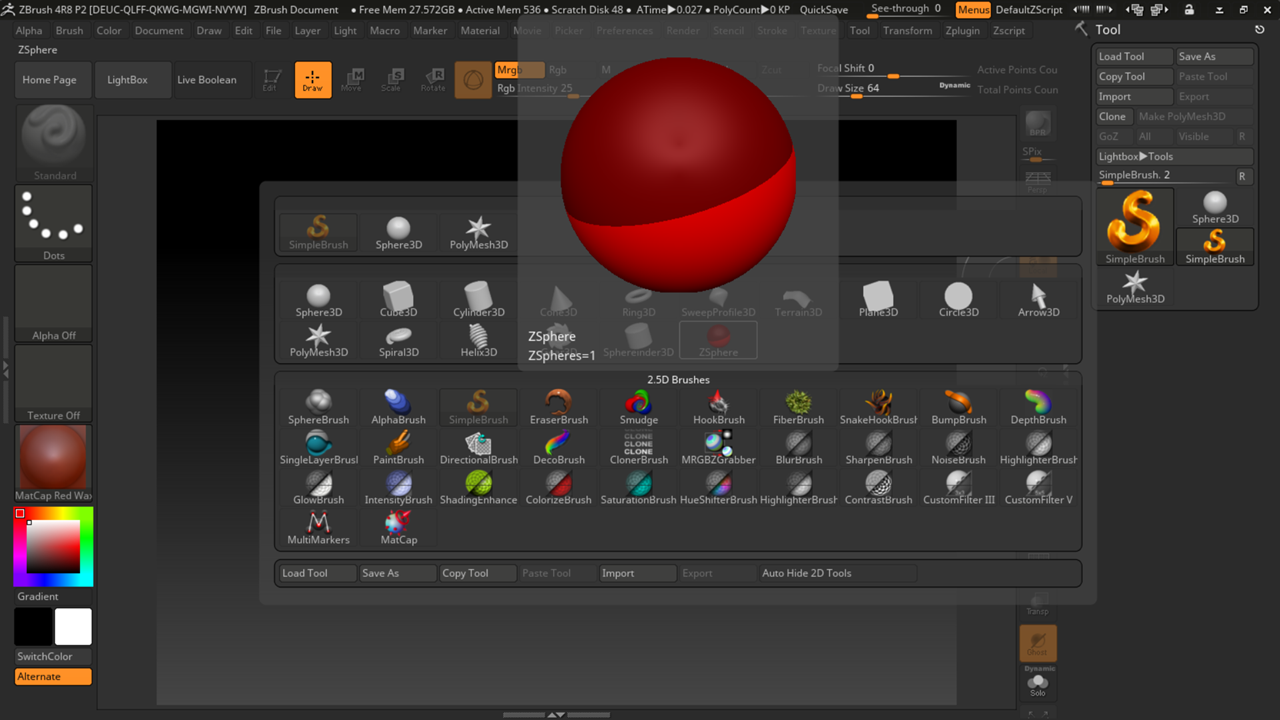 ZBrush 4R8 P2 [DEUC-QLFF-QKWG-MGWI-NVYW] ZBrush Document • Free Mem 27.572GB • Active Mem 536 • Scratch Disk 48 • ATime▶0.027 • PolyCount▶0 KP QuickSave See-through 0 Menus DefaultZScript
Alpha Brush Color Document Draw Edit File Layer Light Macro Marker Material Movie Picker Preferences Render Stencil Stroke Texture Tool Transform Zplugin Zscript
Tool
ZSphere
Load Tool Save As
Copy Tool Paste Tool
Import Export
Clone Make PolyMesh3D
GoZ All Visible R
Lightbox▶Tools
SimpleBrush. 2 R
Sphere3D
SimpleBrush SimpleBrush
PolyMesh3D
Home Page LightBox Live Boolean Edit Draw Move Scale Rotate
Mrgb Rgb M Zcut Focal Shift 0 Active Points Cou
Rgb Intensity 25 Draw Size 64 Dynamic Total Points Coun
Standard
Dots
Alpha Off
Texture Off
MatCap Red Wax
Gradient
SwitchColor
Alternate
BPR
SPix
Persp
SimpleBrush Sphere3D PolyMesh3D
Sphere3D Cube3D Cylinder3D Cone3D Ring3D SweepProfile3D Terrain3D Plane3D Circle3D Arrow3D
PolyMesh3D Spiral3D Helix3D Sphereinder3D ZSphere
ZSphere
ZSpheres=1
2.5D Brushes
SphereBrush AlphaBrush SimpleBrush EraserBrush Smudge HookBrush FiberBrush SnakeHookBrush BumpBrush DepthBrush
CLONE
CLONE
CLONE
SingleLayerBrusl PaintBrush DirectionalBrush DecoBrush ClonerBrush MRGBZGrabber BlurBrush SharpenBrush NoiseBrush HighlighterBrush
GlowBrush IntensityBrush ShadingEnhance ColorizeBrush SaturationBrush HueShifterBrush HighlighterBrush ContrastBrush CustomFilter III CustomFilter V
MultiMarkers MatCap
Load Tool Save As Copy Tool Paste Tool Import Export Auto Hide 2D Tools
Transp
Ghost
Dynamic
Solo